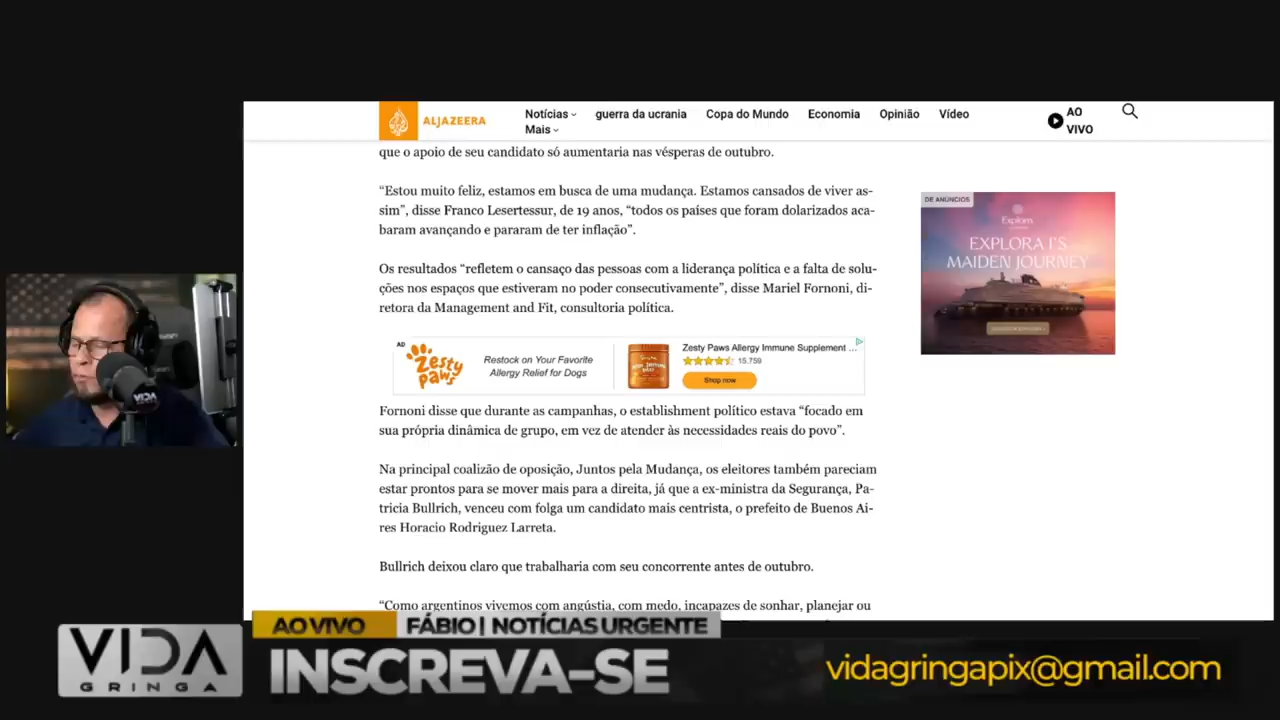 ALJAZEERA
Notícias
guerra da ucrania
Copa do Mundo
Economia
Opinião
Vídeo
Mais
AO
VIVO
que o apoio de seu candidato só aumentaria nas vésperas de outubro.
“Estou muito feliz, estamos em busca de uma mudança. Estamos cansados de viver as-
sim”, disse Franco Lesertessur, de 19 anos, “todos os países que foram dolarizados aca-
baram avançando e pararam de ter inflação”.
Os resultados “refletem o cansaço das pessoas com a liderança política e a falta de solu-
ções nos espaços que estiveram no poder consecutivamente”, disse Mariel Fornoni, di-
retora da Management and Fit, consultoria política.
AD
Zesty
paws
Restock on Your Favorite
Allergy Relief for Dogs
Zesty Paws Allergy Immune Supplement ...
15.759
Shop now
Fornoni disse que durante as campanhas, o establishment político estava “focado em
sua própria dinâmica de grupo, em vez de atender às necessidades reais do povo”.
Na principal coalizão de oposição, Juntos pela Mudança, os eleitores também pareciam
estar prontos para se mover mais para a direita, já que a ex-ministra da Segurança, Pa-
tricia Bullrich, venceu com folga um candidato mais centrista, o prefeito de Buenos Ai-
res Horacio Rodriguez Larreta.
Bullrich deixou claro que trabalharia com seu concorrente antes de outubro.
“Como argentinos vivemos com angústia, com medo, incapazes de sonhar, planejar ou
DE ANÚNCIOS
Explora
EXPLORA I'S
MAIDEN JOURNEY
VIDA
AO VIVO
FÁBIO | NOTÍCIAS URGENTE
VIDA
GRINGA
INSCREVA-SE
vidagringapix@gmail.com